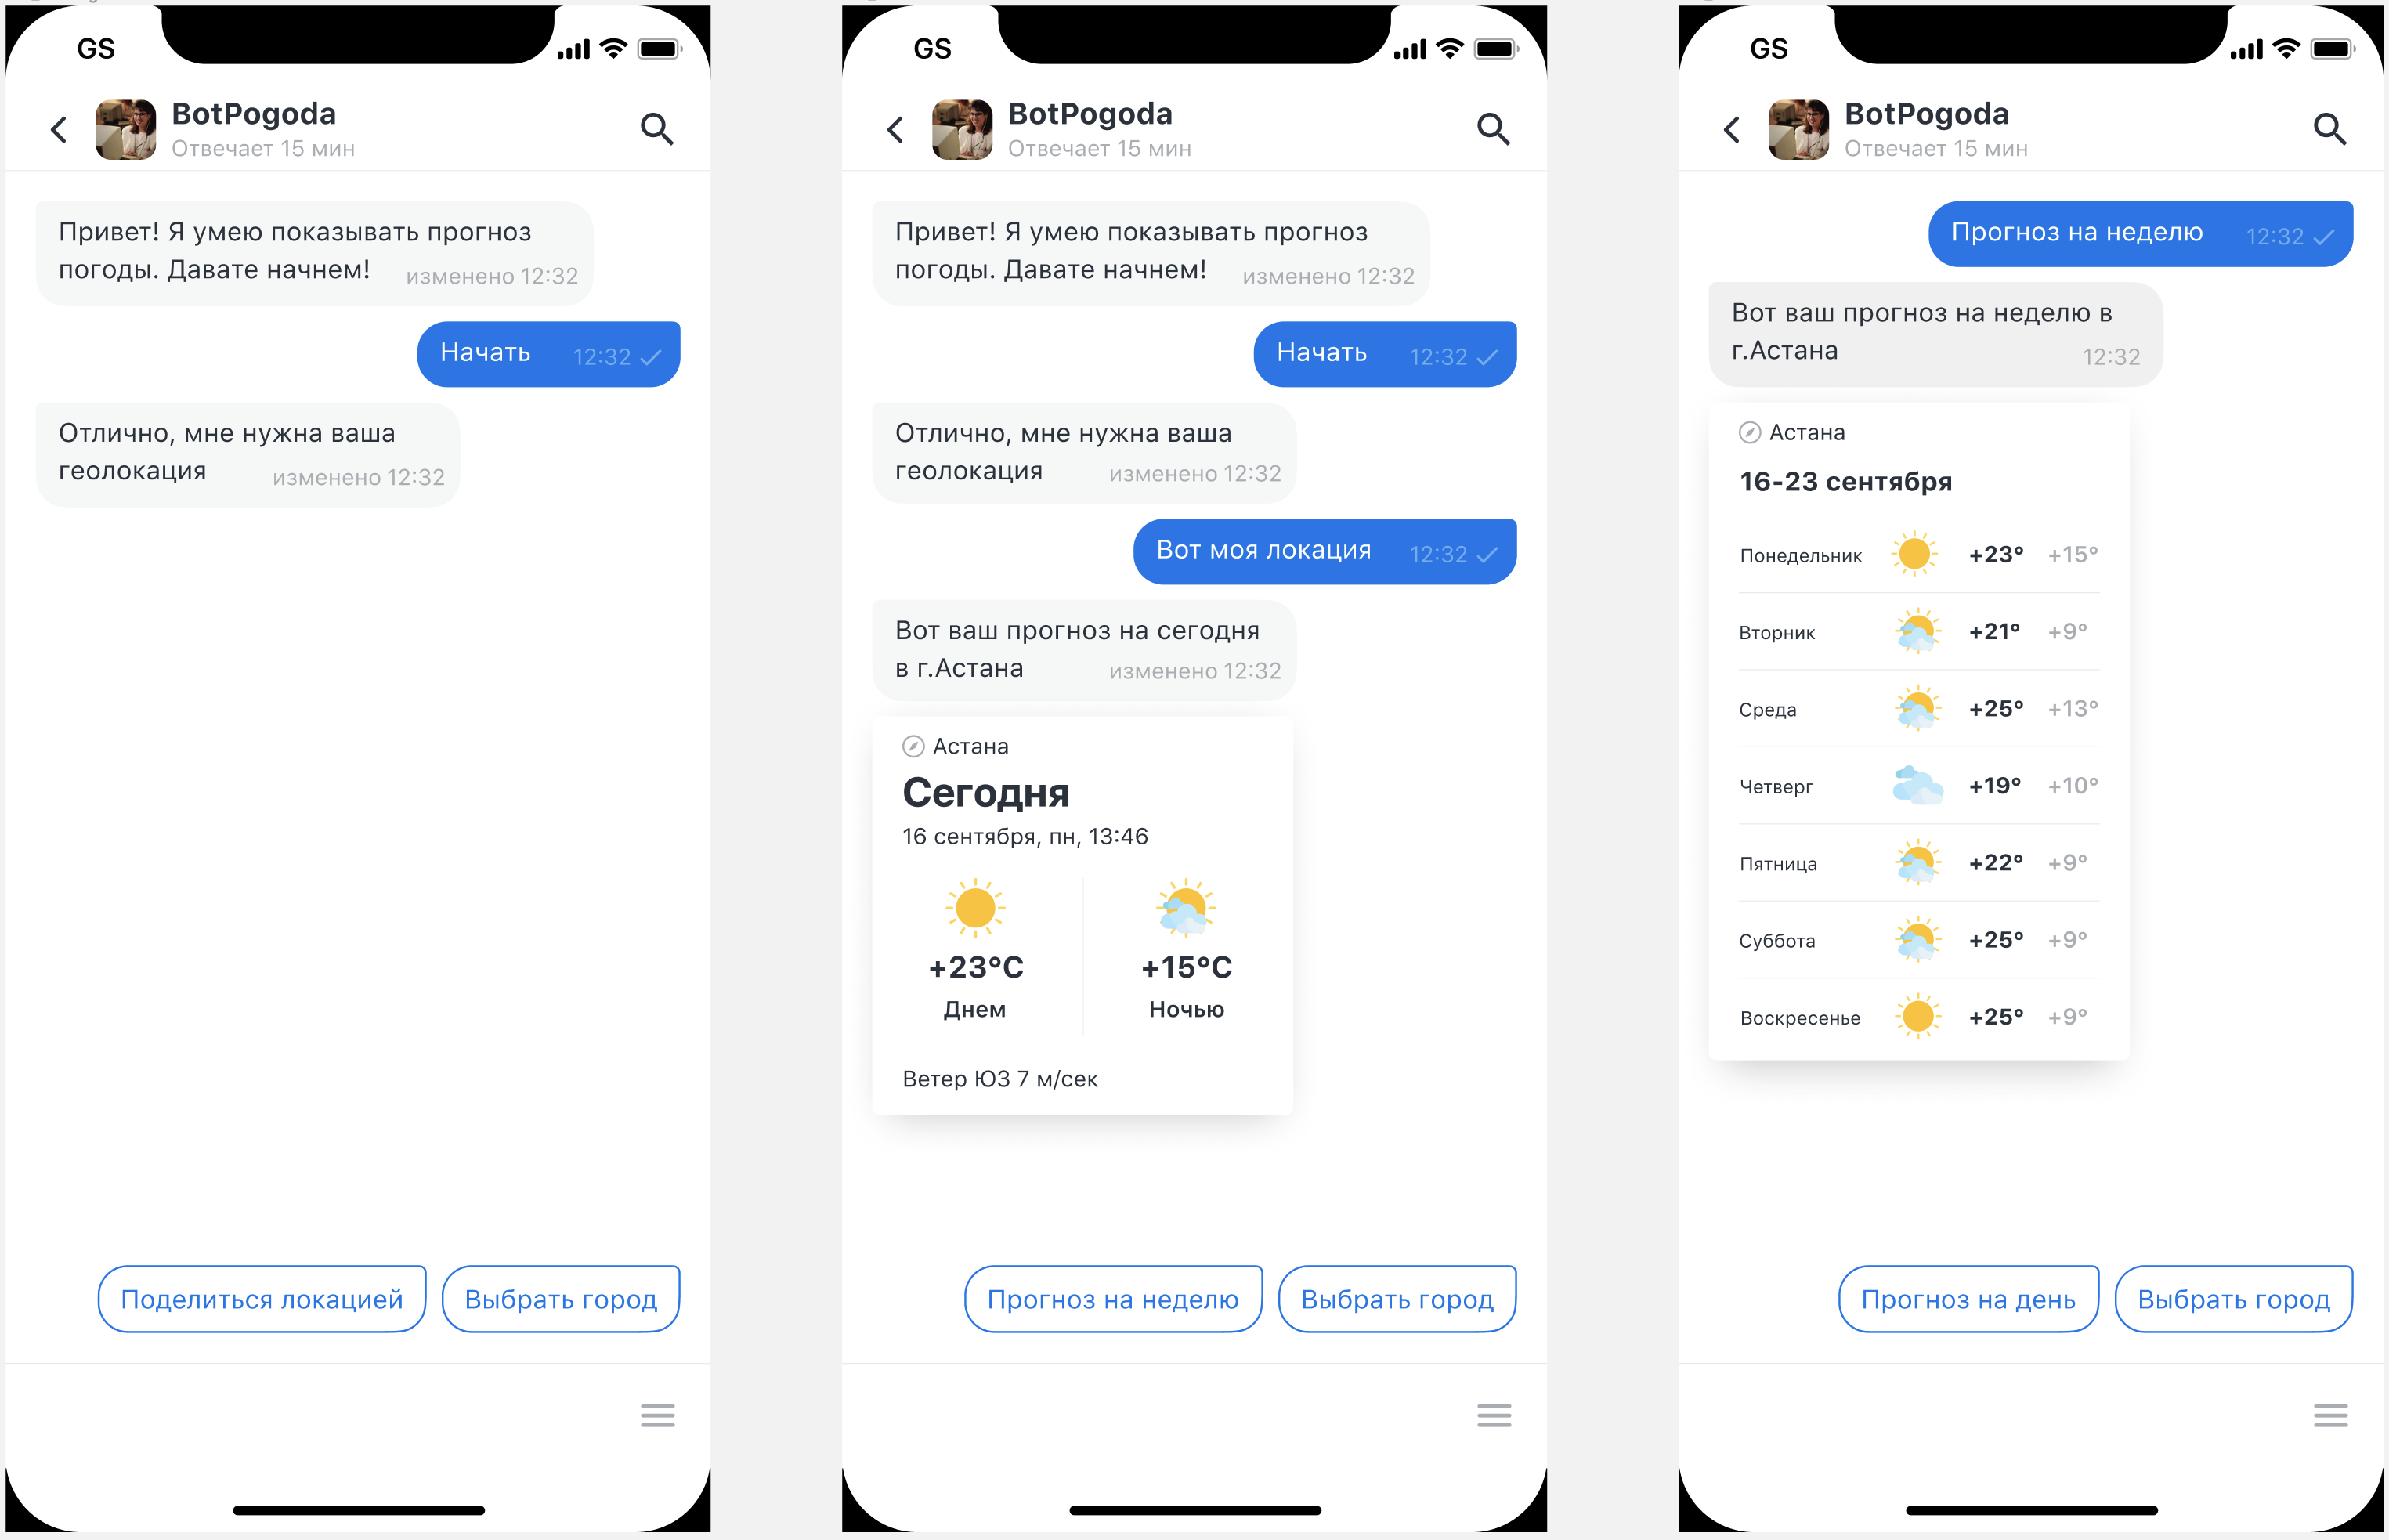 GS
BotPogoda
Отвечает 15 мин
Привет! Я умею показывать прогноз
погоды. Давате начнем! изменено 12:32
Начать 12:32
Отлично, мне нужна ваша
геолокация изменено 12:32
Поделиться локацией Выбрать город
GS
BotPogoda
Отвечает 15 мин
Привет! Я умею показывать прогноз
погоды. Давате начнем! изменено 12:32
Начать 12:32
Отлично, мне нужна ваша
геолокация изменено 12:32
Вот моя локация 12:32
Вот ваш прогноз на сегодня
в г.Астана изменено 12:32
Астана
Сегодня
16 сентября, пн, 13:46
+23°C +15°C
Днем Ночью
Ветер ЮЗ 7 м/сек
Прогноз на неделю Выбрать город
GS
BotPogoda
Отвечает 15 мин
Прогноз на неделю 12:32
Вот ваш прогноз на неделю в
г.Астана 12:32
Астана
16-23 сентября
Понедельник +23° +15°
Вторник +21° +9°
Среда +25° +13°
Четверг +19° +10°
Пятница +22° +9°
Суббота +25° +9°
Воскресенье +25° +9°
Прогноз на день Выбрать город